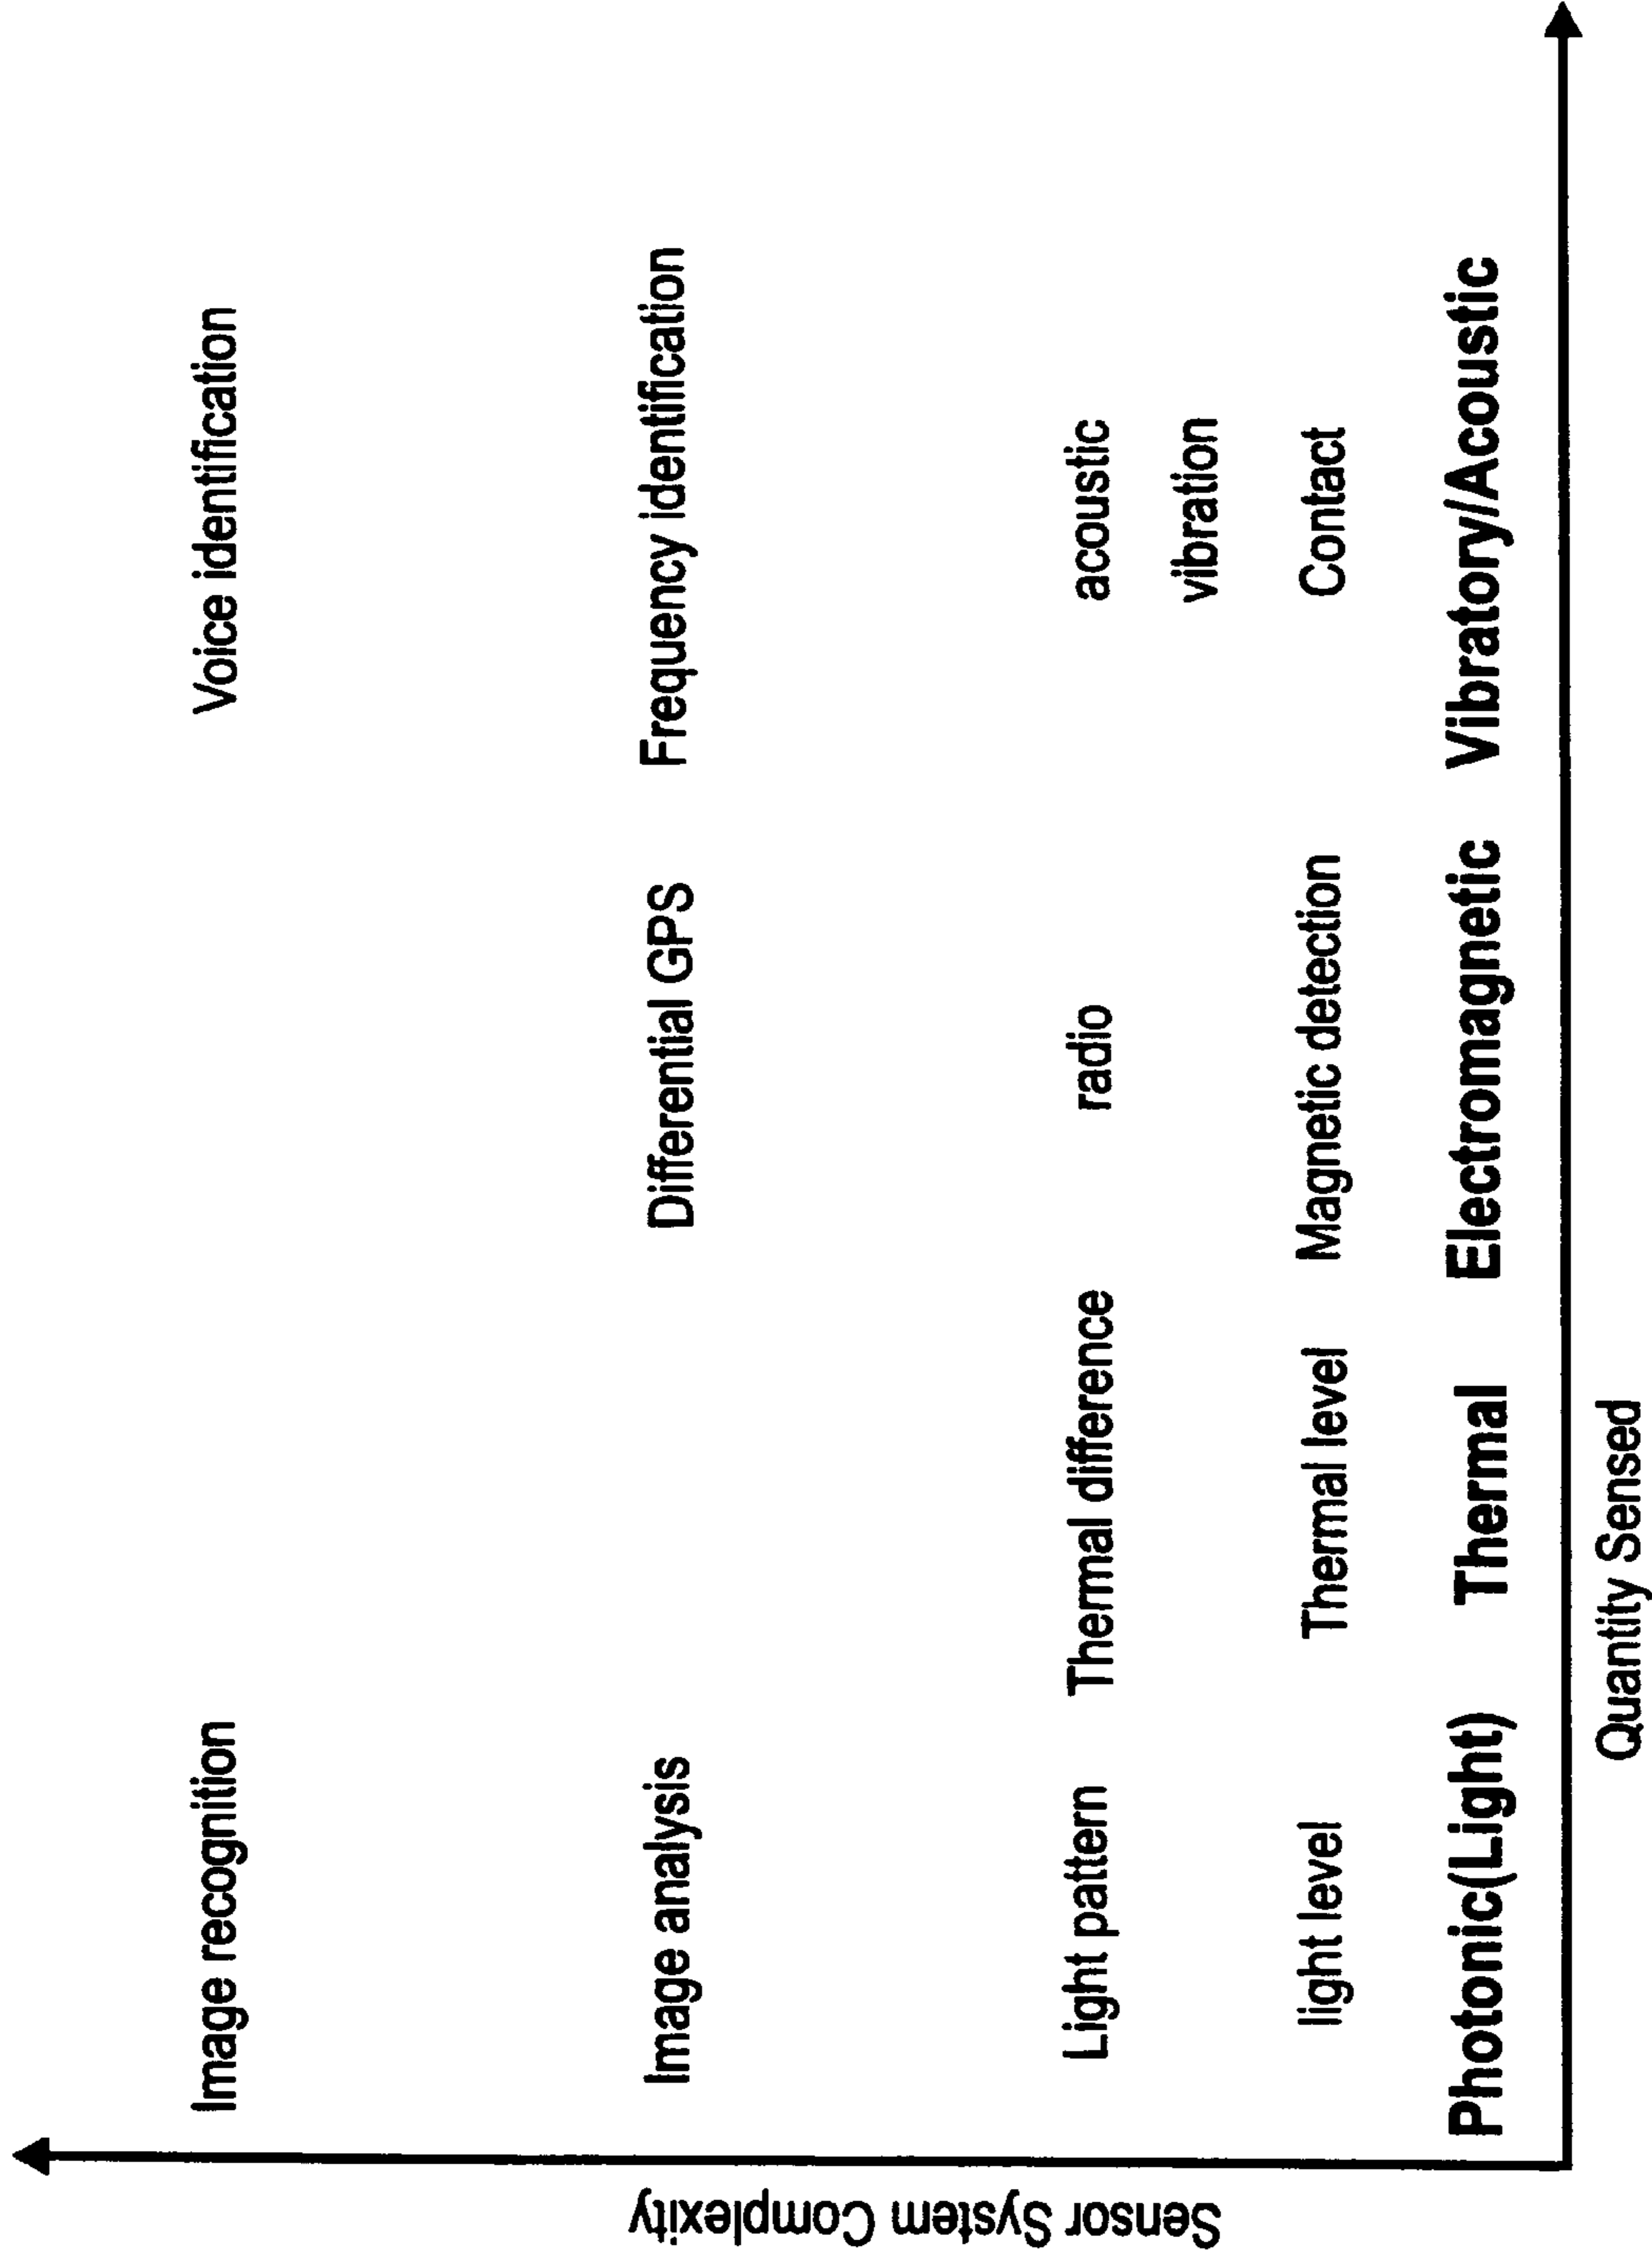 Sensor System Complexity
Image recognition
Voice identification
Image analysis
Differential GPS
Frequency identification
Light pattern
Thermal difference
radio
acoustic
vibration
light level
Thermal level
Magnetic detection
Contact
Photonic(Light)
Thermal
Electromagnetic
Vibratory/Acoustic
Quantity Sensed